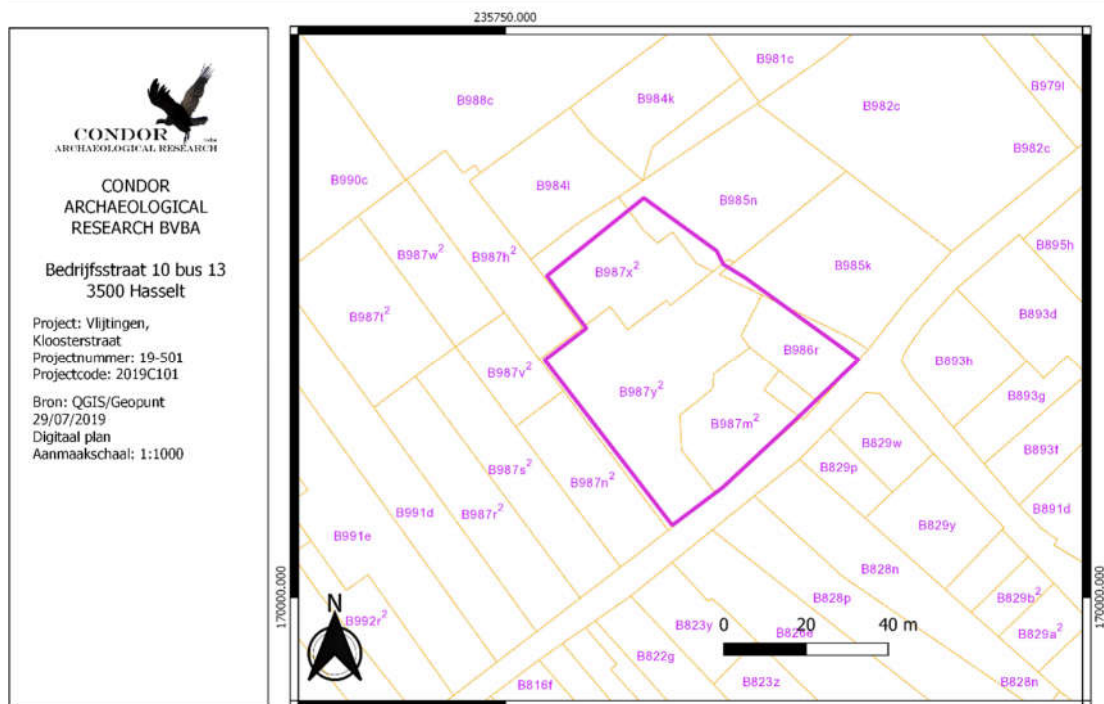 CONDOR
bvba
ARCHAEOLOGICAL RESEARCH
CONDOR
ARCHAEOLOGICAL
RESEARCH BVBA
Bedrijfsstraat 10 bus 13
3500 Hasselt
Project: Vlijtingen,
Kloosterstraat
Projectnummer: 19-501
Projectcode: 2019C101
Bron: QGIS/Geopunt
29/07/2019
Digitaal plan
Aanmaakschaal: 1:1000
235750.000
B981c
B979l
B988c
B984k
B982c
B982c
B990c
B984l
B985n
B895h
B987w²
B987h²
B987x²
B985k
B987t²
B893d
B986r
B893h
B987v²
B987y²
B893g
B987m²
B829w
B893f
B987s²
B829p
B987n²
B991d
B987r²
B891d
B829y
B991e
B828n
170000.000
170000.000
B828p
B829b²
N
B992r²
B823y
0 20 40 m
B829a²
B822g
B816f
B823z
B828n